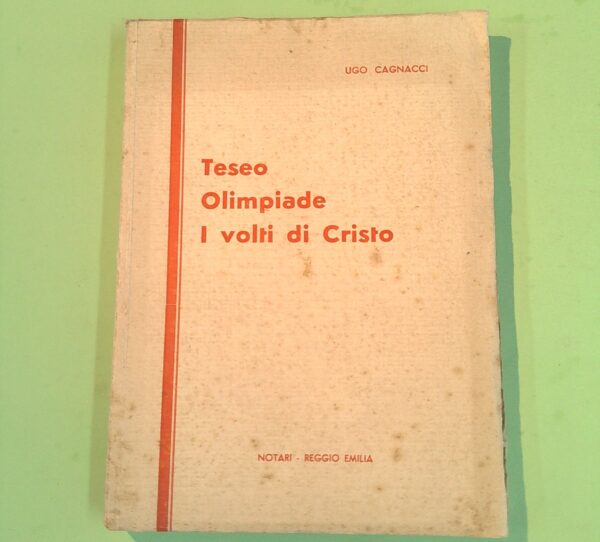 UGO CAGNACCI
Teseo
Olimpiade
I volti di Cristo
NOTARI - REGGIO EMILIA